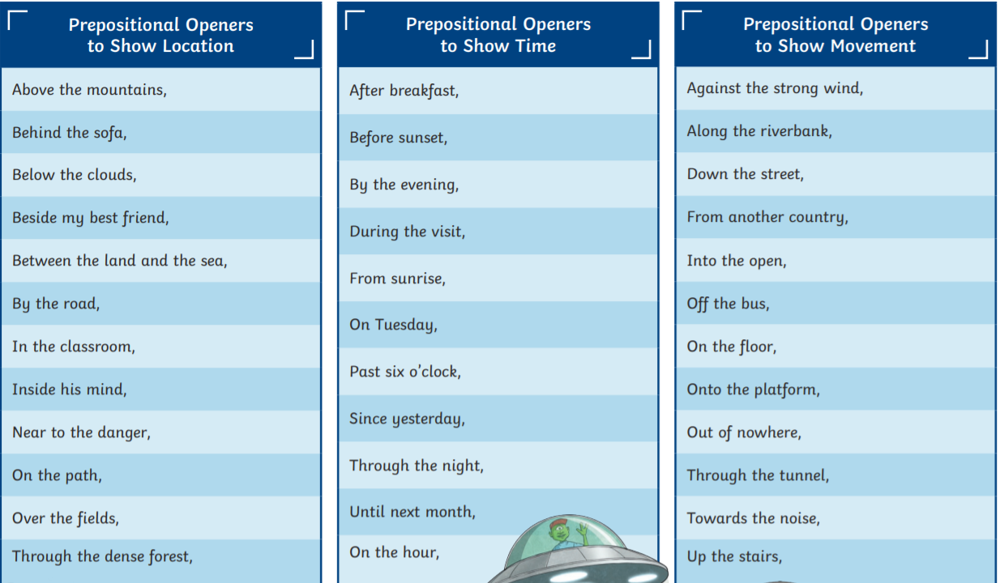 Prepositional Openers
to Show Location
Above the mountains,
Behind the sofa,
Below the clouds,
Beside my best friend,
Between the land and the sea,
By the road,
In the classroom,
Inside his mind,
Near to the danger,
On the path,
Over the fields,
Through the dense forest,
Prepositional Openers
to Show Time
After breakfast,
Before sunset,
By the evening,
During the visit,
From sunrise,
On Tuesday,
Past six o’clock,
Since yesterday,
Through the night,
Until next month,
On the hour,
Prepositional Openers
to Show Movement
Against the strong wind,
Along the riverbank,
Down the street,
From another country,
Into the open,
Off the bus,
On the floor,
Onto the platform,
Out of nowhere,
Through the tunnel,
Towards the noise,
Up the stairs,